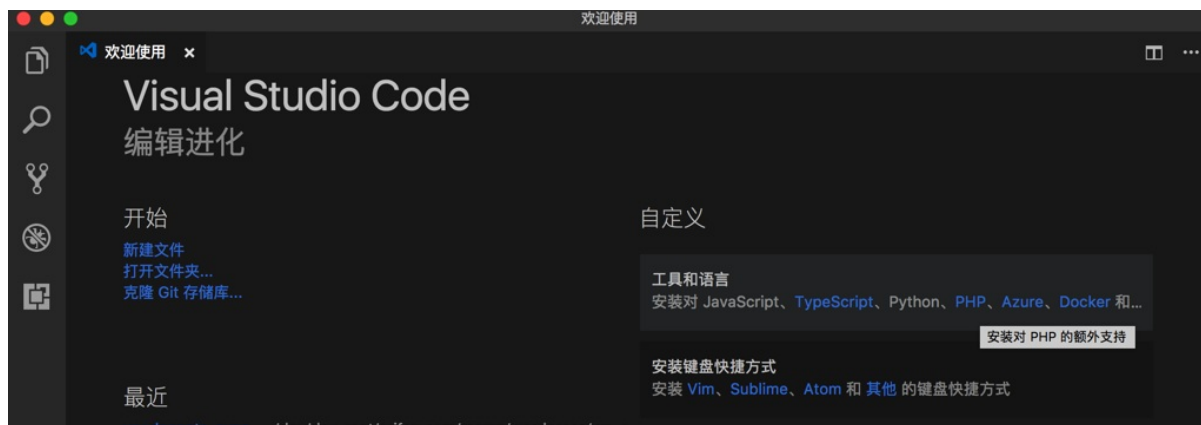 欢迎使用
欢迎使用 ×
Visual Studio Code
编辑进化
开始
新建文件
打开文件夹...
克隆 Git 存储库...
最近
自定义
工具和语言
安装对 JavaScript、TypeScript、Python、PHP、Azure、Docker 和...
安装对 PHP 的额外支持
安装键盘快捷方式
安装 Vim、Sublime、Atom 和 其他 的键盘快捷方式